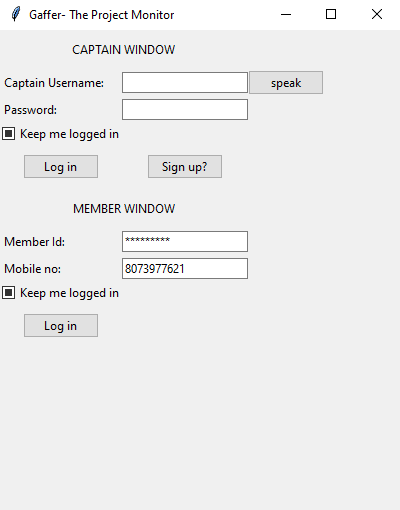 Gaffer- The Project Monitor
CAPTAIN WINDOW
Captain Username: speak
Password:
Keep me logged in
Log in Sign up?
MEMBER WINDOW
Member Id: *********
Mobile no: 8073977621
Keep me logged in
Log in